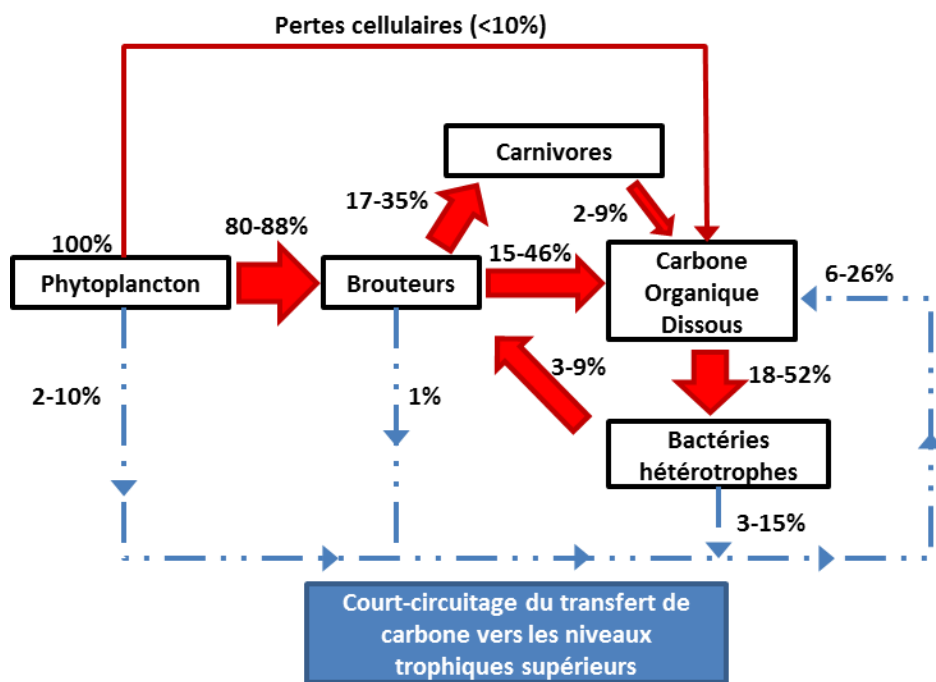 Pertes cellulaires (<10%)
Carnivores
17-35%
2-9%
80-88%
100%
15-46%
Phytoplancton
Brouteurs
Carbone
Organique
Dissous
6-26%
3-9%
18-52%
2-10%
1%
Bactéries
hétérotrophes
3-15%
Court-circuitage du transfert de
carbone vers les niveaux
trophiques supérieurs